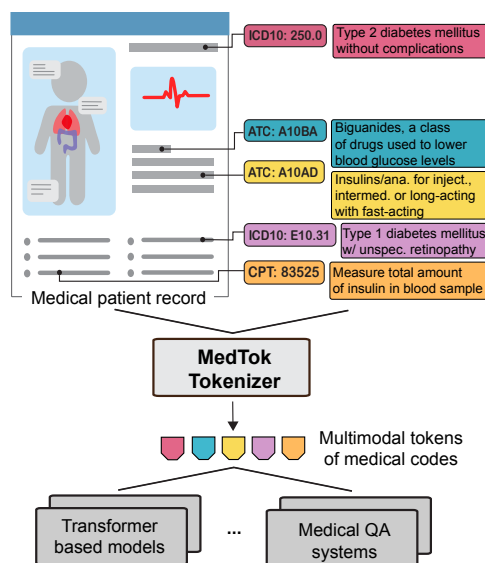 ICD10: 250.0
Type 2 diabetes mellitus
without complications
ATC: A10BA
Biguanides, a class
of drugs used to lower
blood glucose levels
ATC: A10AD
Insulins/ana. for inject.,
intermed. or long-acting
with fast-acting
ICD10: E10.31
Type 1 diabetes mellitus
w/ unspec. retinopathy
CPT: 83525
Measure total amount
of insulin in blood sample
Medical patient record
MedTok
Tokenizer
Multimodal tokens
of medical codes
Transformer
based models
...
Medical QA
systems